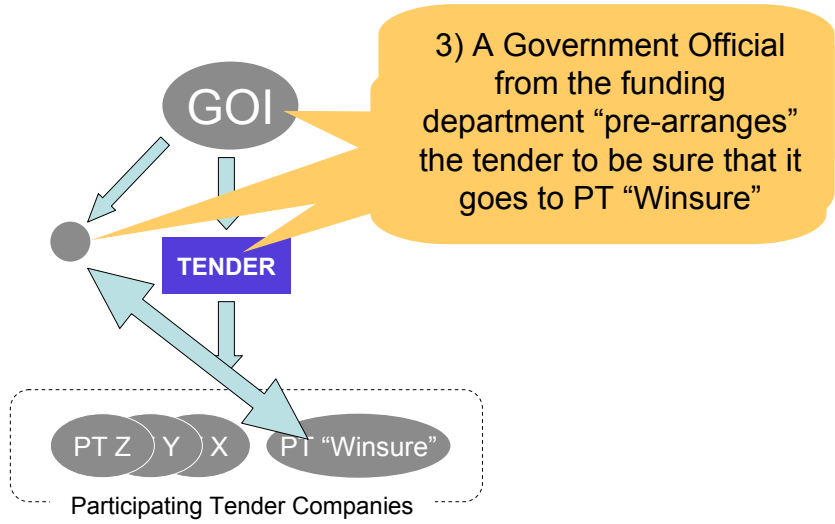 3) A Government Official
from the funding
department “pre-arranges”
the tender to be sure that it
goes to PT “Winsure”
GOI
TENDER
PT Z Y X PT “Winsure”
Participating Tender Companies